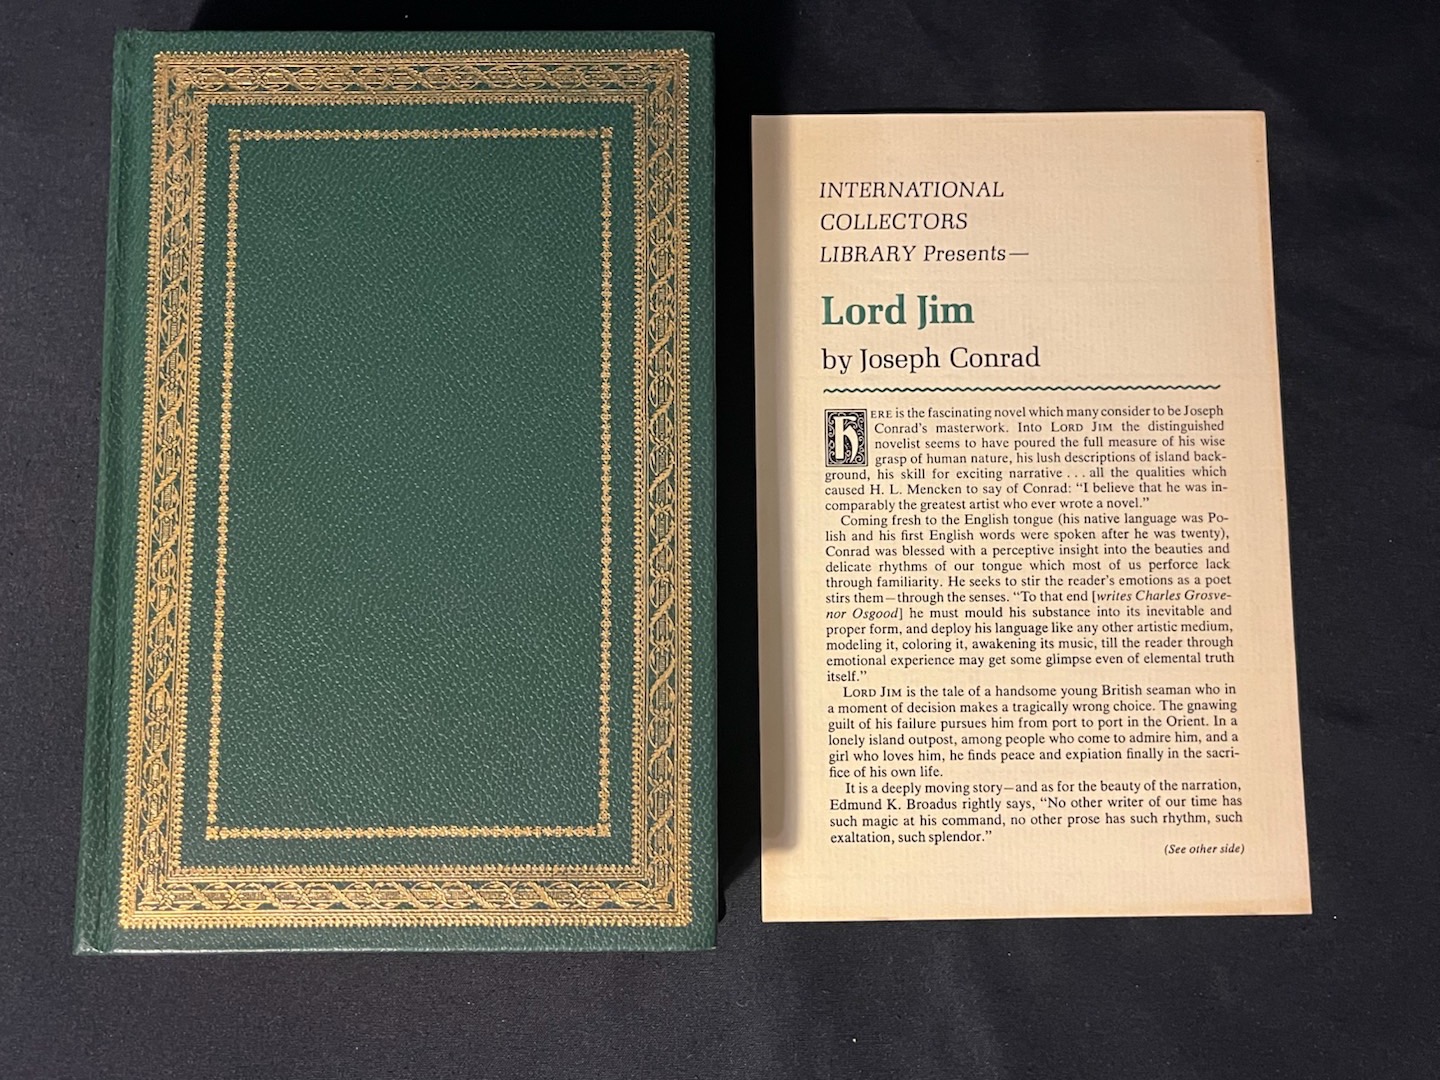 INTERNATIONAL
COLLECTORS
LIBRARY Presents—
Lord Jim
by Joseph Conrad
HERE is the fascinating novel which many consider to be Joseph
Conrad's masterwork. Into LORD JIM the distinguished
novelist seems to have poured the full measure of his wise
grasp of human nature, his lush descriptions of island back-
ground, his skill for exciting narrative . . . all the qualities which
caused H. L. Mencken to say of Conrad: “I believe that he was in-
comparably the greatest artist who ever wrote a novel.”
Coming fresh to the English tongue (his native language was Po-
lish and his first English words were spoken after he was twenty),
Conrad was blessed with a perceptive insight into the beauties and
delicate rhythms of our tongue which most of us perforce lack
through familiarity. He seeks to stir the reader's emotions as a poet
stirs them—through the senses. “To that end [writes Charles Grosve-
nor Osgood] he must mould his substance into its inevitable and
proper form, and deploy his language like any other artistic medium,
modeling it, coloring it, awakening its music, till the reader through
emotional experience may get some glimpse even of elemental truth
itself.”
LORD JIM is the tale of a handsome young British seaman who in
a moment of decision makes a tragically wrong choice. The gnawing
guilt of his failure pursues him from port to port in the Orient. In a
lonely island outpost, among people who come to admire him, and a
girl who loves him, he finds peace and expiation finally in the sacri-
fice of his own life.
It is a deeply moving story—and as for the beauty of the narration,
Edmund K. Broadus rightly says, “No other writer of our time has
such magic at his command, no other prose has such rhythm, such
exaltation, such splendor.”
(See other side)